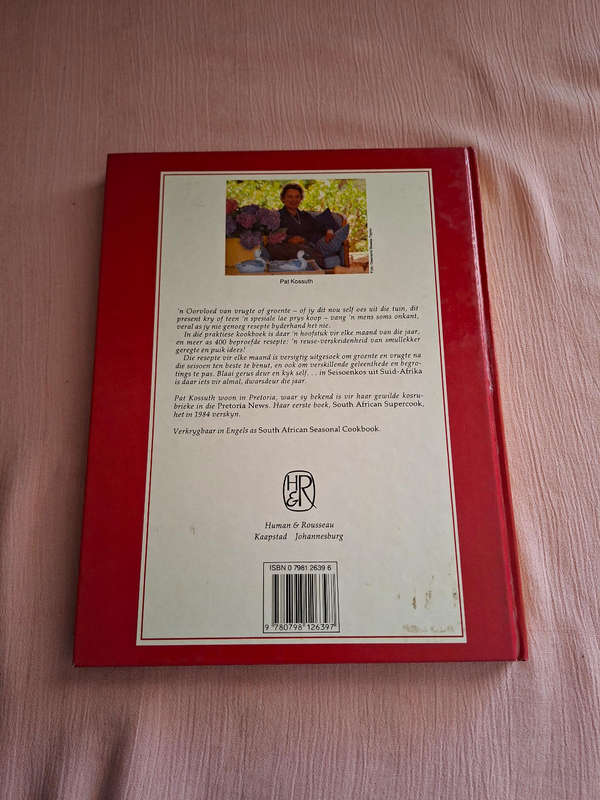 Pat Kossuth
'n Oorvloed van vrugte of groente – of jy dit nou self oes uit die tuin, dit
present kry of teen 'n spesiale lae prys koop – vang 'n mens soms onkant,
veral as jy nie genoeg resepte byderhand het nie.
In dié praktiese kookboek is daar 'n hoofstuk vir elke maand van die jaar,
en meer as 400 beproefde resepte: 'n reuse-verskeidenheid van smullekker
geregte en puik idees!
Die resepte vir elke maand is versigtig uitgesoek om groente en vrugte na
die seisoen ten beste te benut, en ook om verskillende geleenthede en begro-
tings te pas. Blaai gerus deur en kyk self . . . in Seisoenkos uit Suid-Afrika
is daar iets vir almal, dwarsdeur die jaar.
Pat Kossuth woon in Pretoria, waar sy bekend is vir haar gewilde kosru-
brieke in die Pretoria News. Haar eerste boek, South African Supercook,
het in 1984 verskyn.
Verkrygbaar in Engels as South African Seasonal Cookbook.
H
&R
Human & Rousseau
Kaapstad Johannesburg
ISBN 0 7981 2639 6
9 780798 126397